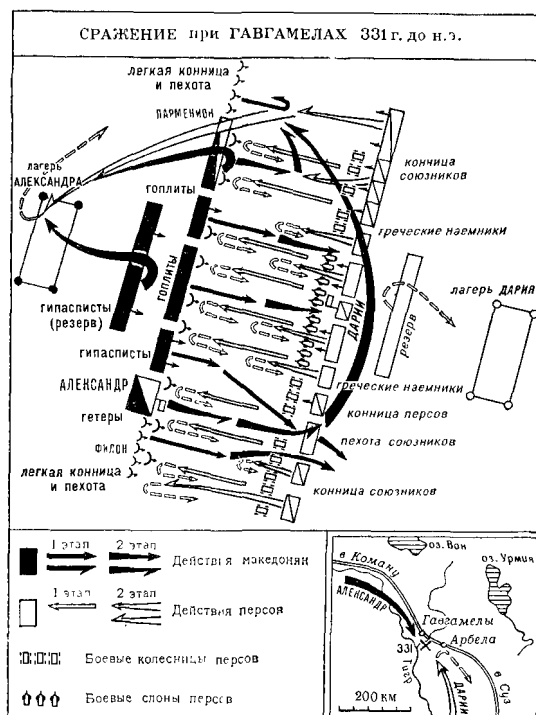 СРАЖЕНИЕ при ГАВГАМЕЛАХ 331 г. до н.э.
легкая конница
и пехота
ПАРМЕНИОН
лагерь
АЛЕКСАНДРА
гоплиты
конница
союзников
греческие наемники
гоплиты
ДАРИЙ
лагерь ДАРИЯ
резерв
гипасписты
(резерв)
гипасписты
АЛЕКСАНДР
греческие наемники
конница персов
гетеры
пехота союзников
ФИЛОН
легкая конница
и пехота
конница союзников
1 этап 2 этап
Действия македонян
1 этап 2 этап
Действия персов
Боевые колесницы персов
Боевые слоны персов
оз. Ван
в Коману
оз. Урмия
АЛЕКСАНДР
Гавгамелы
Арбела
331
Тигр
в Суз
ДАРИЙ
200 км